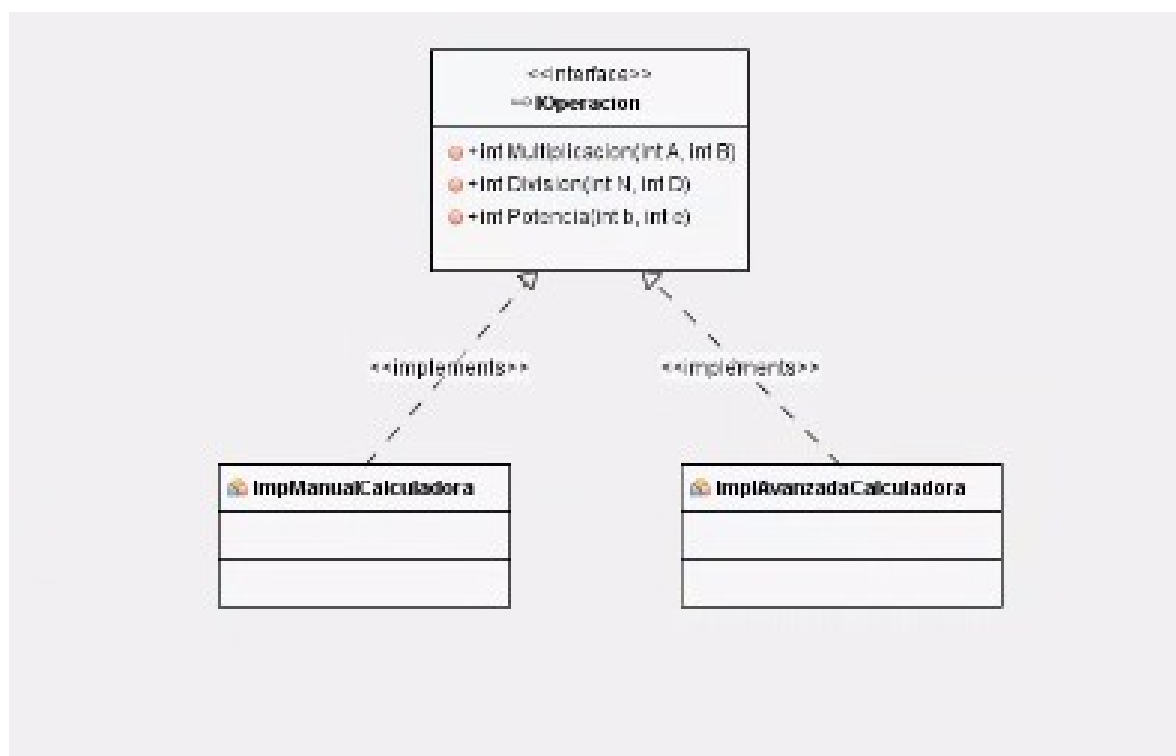 <<interface>>
IOperacion
+int Multiplicacion(int A, int B)
+int Division(int N, int D)
+int Potencia(int b, int e)
<<implements>>
<<implements>>
ImpManualCalculadora
ImplAvanzadaCalculadora